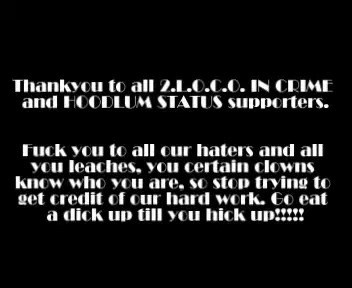 Thankyou to all 2.L.O.C.O. IN CRIME
and HOODLUM STATUS supporters.
Fuck you to all our haters and all
you leaches, you certain clowns
know who you are, so stop trying to
get credit of our hard work. Go eat
a dick up till you hick up!!!!!